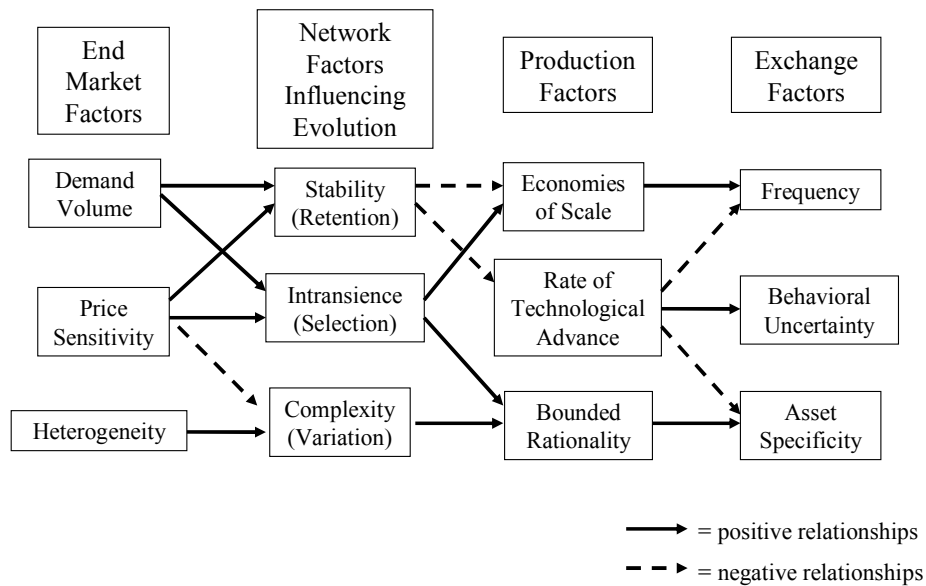 End
Market
Factors
Network
Factors
Influencing
Evolution
Production
Factors
Exchange
Factors
Demand
Volume
Stability
(Retention)
Economies
of Scale
Frequency
Price
Sensitivity
Intransience
(Selection)
Rate of
Technological
Advance
Behavioral
Uncertainty
Heterogeneity
Complexity
(Variation)
Bounded
Rationality
Asset
Specificity
= positive relationships
= negative relationships